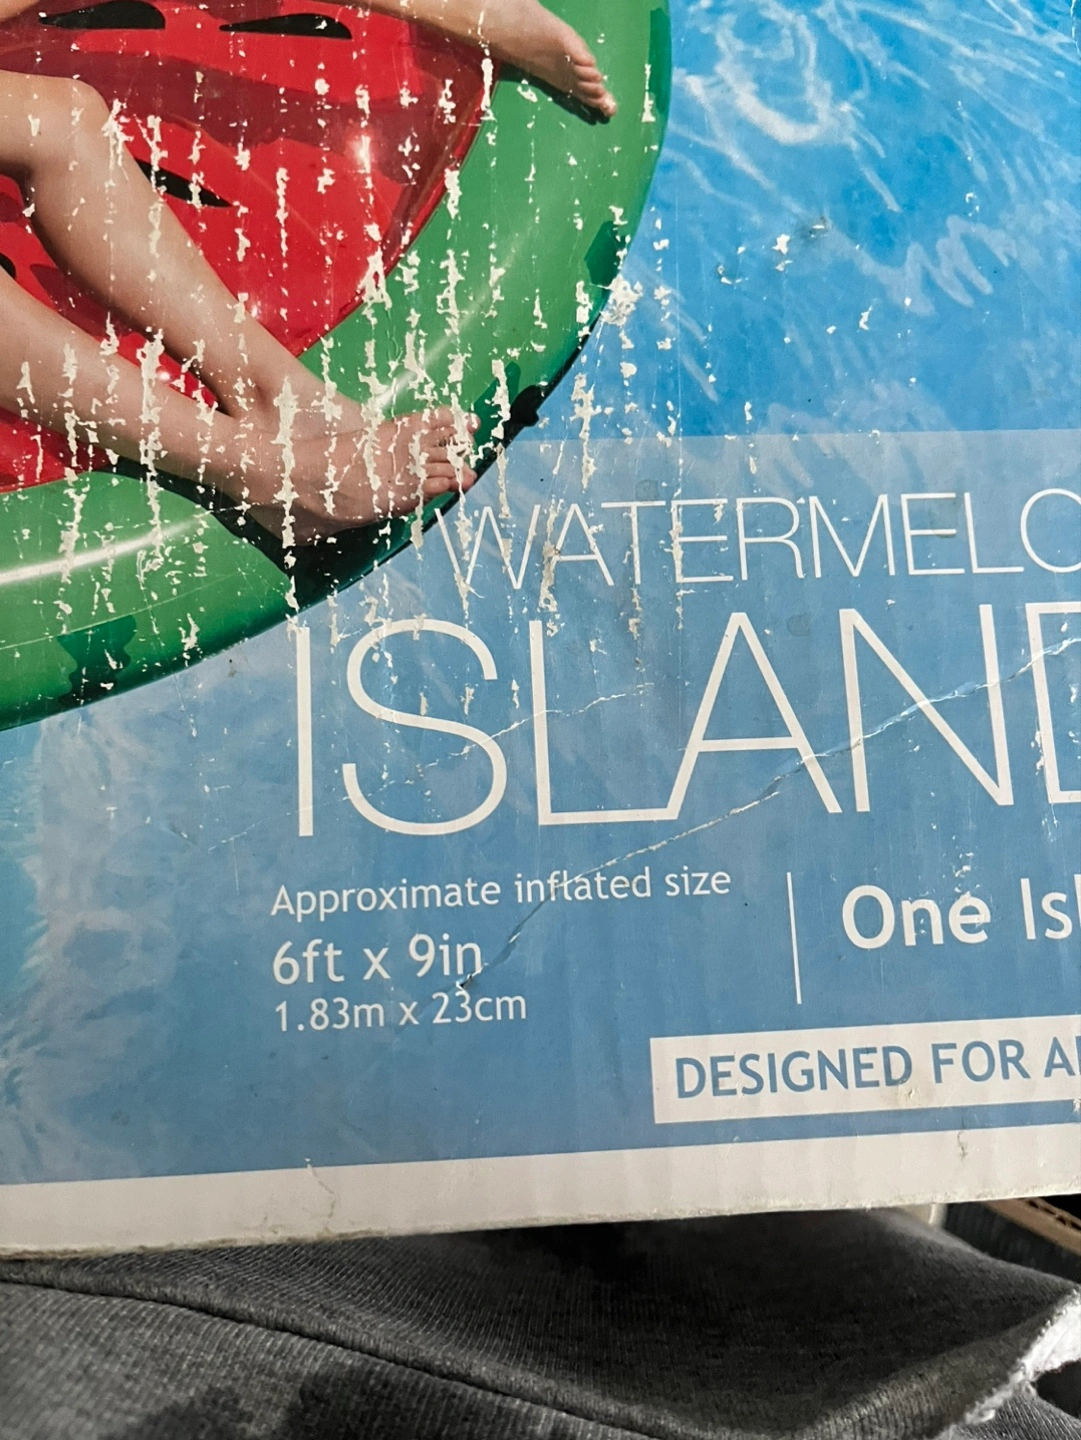 WATERMELO
ISLAND
Approximate inflated size
6ft x 9in
1.83m x 23cm
One Isl
DESIGNED FOR A